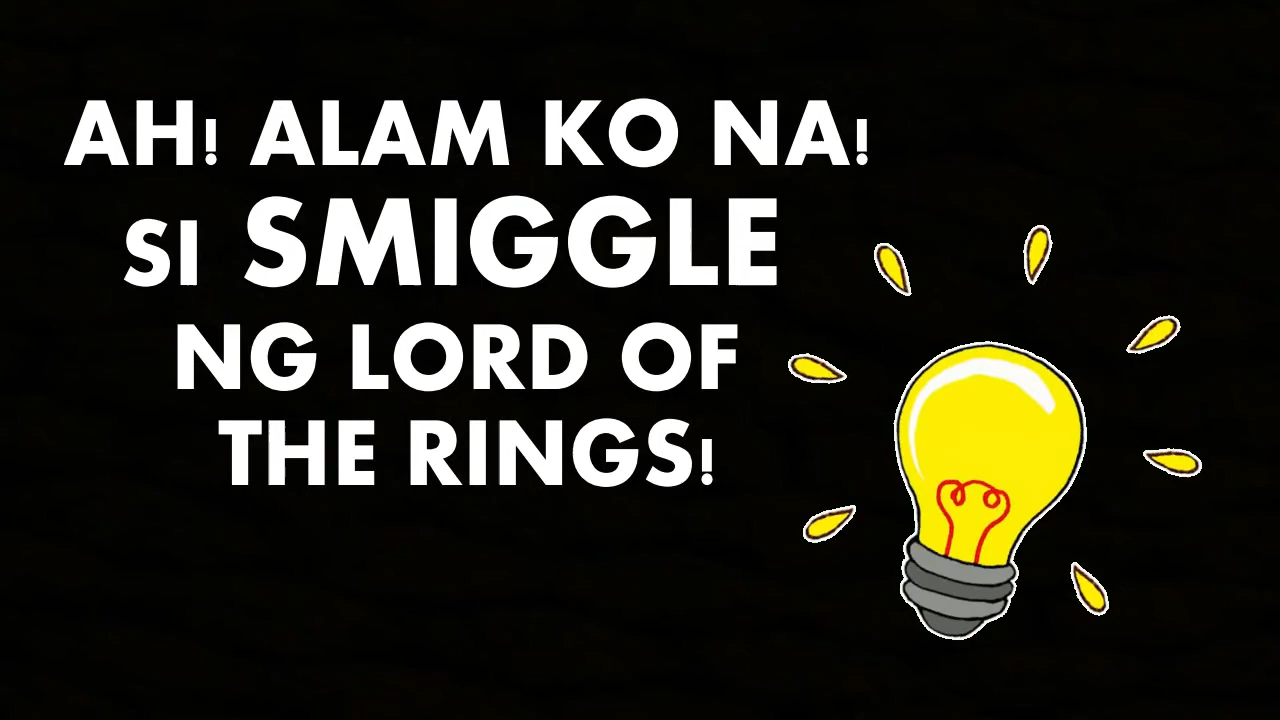 AH! ALAM KO NA!
SI SMIGGLE
NG LORD OF
THE RINGS!